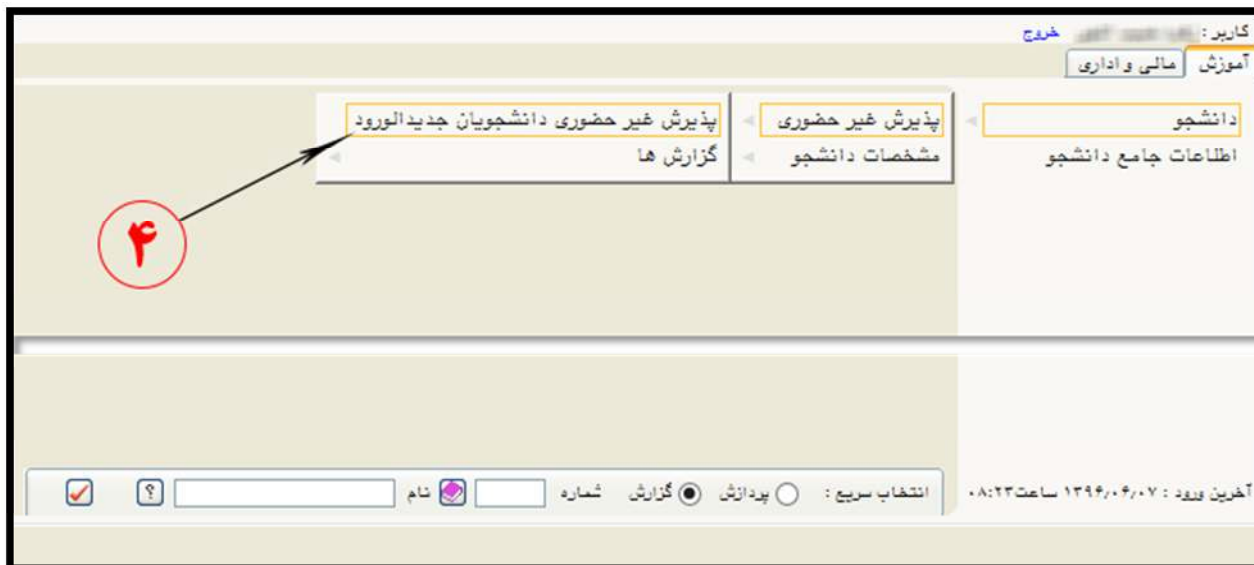 کاربر : خروج
آموزش مالی و اداری
دانشجو
اطلاعات جامع دانشجو
پذیرش غیر حضوری
مشخصات دانشجو
پذیرش غیر حضوری دانشجویان جدیدالورود
گزارش ها
۴
آخرین ورود : ۱۳۹۶/۰۶/۰۷ ساعت ۰۸:۲۳
انتخاب سریع : پردازش گزارش شماره نام ؟